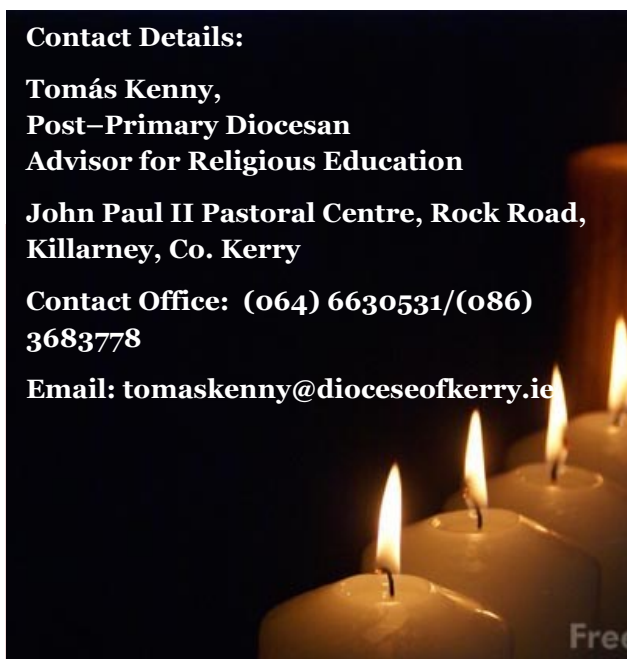 Contact Details:
Tomás Kenny,
Post–Primary Diocesan
Advisor for Religious Education
John Paul II Pastoral Centre, Rock Road,
Killarney, Co. Kerry
Contact Office:  (064) 6630531/(086)
3683778
Email: tomaskenny@dioceseofkerry.ie